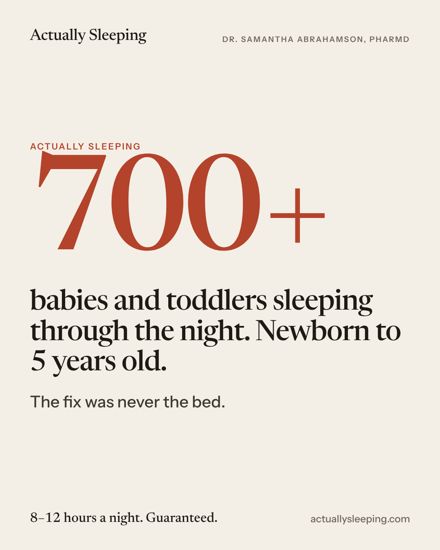 Actually Sleeping
DR. SAMANTHA ABRAHAMSON, PHARMD
ACTUALLY SLEEPING
700+
babies and toddlers sleeping
through the night. Newborn to
5 years old.
The fix was never the bed.
8–12 hours a night. Guaranteed.
actuallysleeping.com